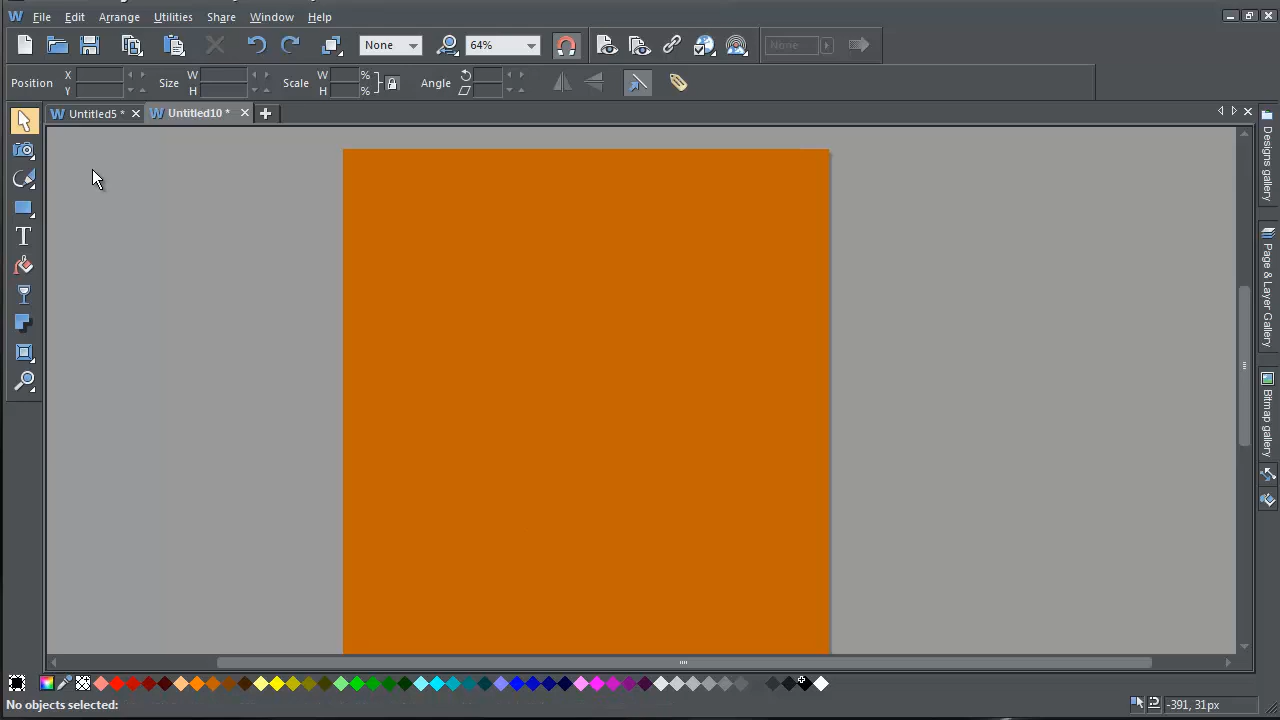 W File Edit Arrange Utilities Share Window Help
None 64% None
Position X Y Size W H Scale W H % % Angle
W Untitled5 * W Untitled10 *
T
Designs gallery
Page & Layer Gallery
Bitmap gallery
No objects selected: -391, 31px